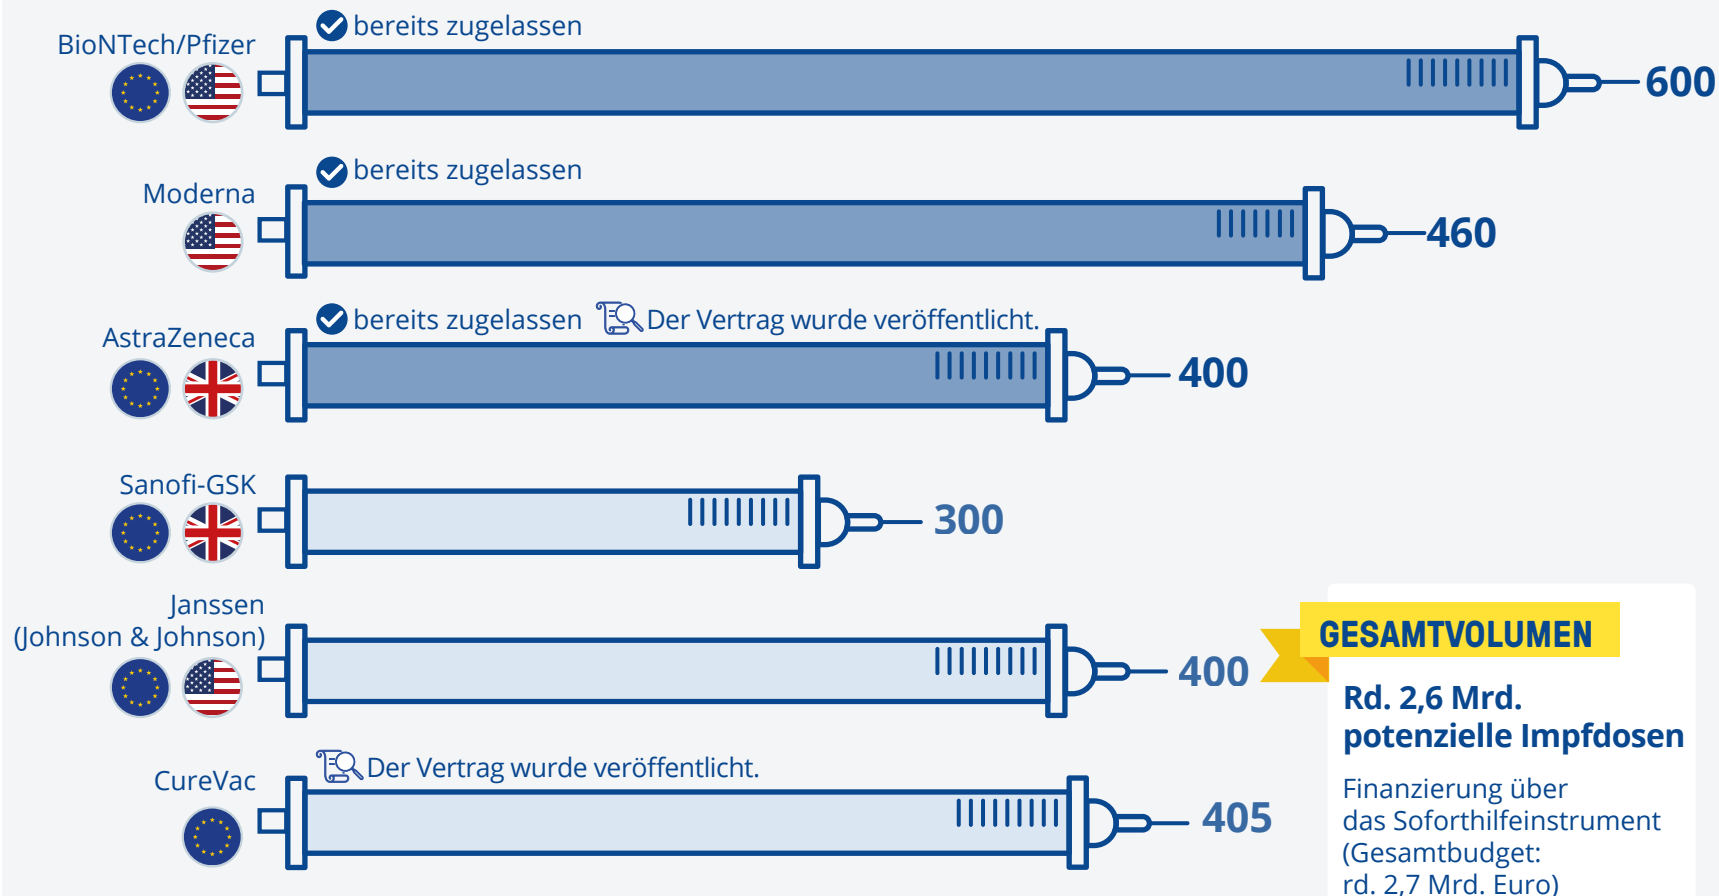 bereits zugelassen
BioNTech/Pfizer
600
bereits zugelassen
Moderna
460
bereits zugelassen
Der Vertrag wurde veröffentlicht.
AstraZeneca
400
Sanofi-GSK
300
Janssen
(Johnson & Johnson)
400
Der Vertrag wurde veröffentlicht.
CureVac
405
GESAMTVOLUMEN
Rd. 2,6 Mrd.
potenzielle Impfdosen
Finanzierung über
das Soforthilfeinstrument
(Gesamtbudget:
rd. 2,7 Mrd. Euro)